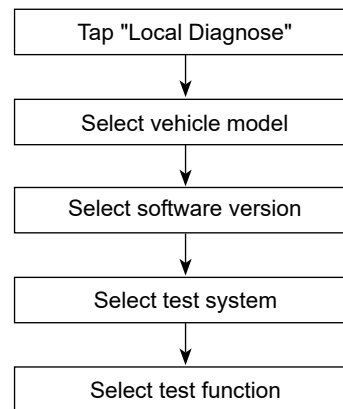 Tap "Local Diagnose"
Select vehicle model
Select software version
Select test system
Select test function